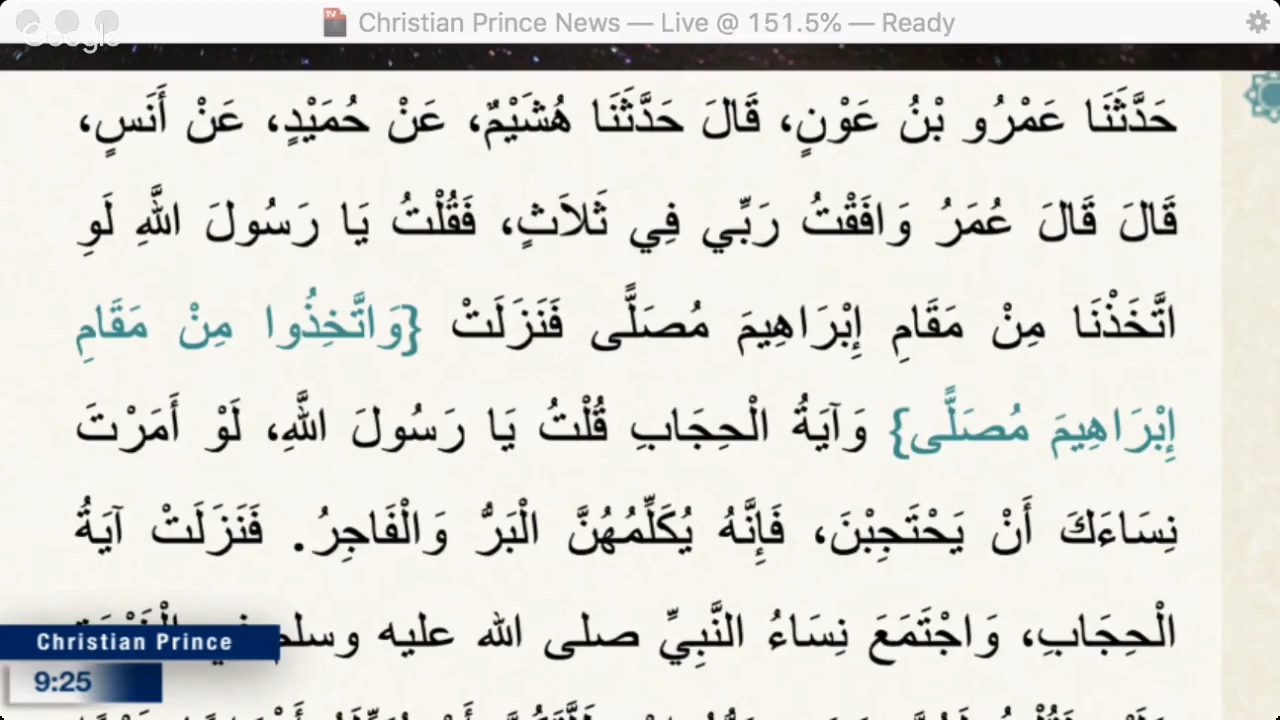 Christian Prince News — Live @ 151.5% — Ready
Google
حَدَّثَنَا عَمْرُو بْنُ عَوْنٍ، قَالَ حَدَّثَنَا هُشَيْمٌ، عَنْ حُمَيْدٍ، عَنْ أَنَسٍ،
قَالَ قَالَ عُمَرُ وَافَقْتُ رَبِّي فِي ثَلاَثٍ، فَقُلْتُ يَا رَسُولَ اللَّهِ لَوِ
اتَّخَذْنَا مِنْ مَقَامِ إِبْرَاهِيمَ مُصَلًّى فَنَزَلَتْ {وَاتَّخِذُوا مِنْ مَقَامِ
إِبْرَاهِيمَ مُصَلًّى} وَآيَةُ الْحِجَابِ قُلْتُ يَا رَسُولَ اللَّهِ، لَوْ أَمَرْتَ
نِسَاءَكَ أَنْ يَحْتَجِبْنَ، فَإِنَّهُ يُكَلِّمُهُنَّ الْبَرُّ وَالْفَاجِرُ. فَنَزَلَتْ آيَةُ
الْحِجَابِ، وَاجْتَمَعَ نِسَاءُ النَّبِيِّ صلى الله عليه وسلم
Christian Prince
9:25